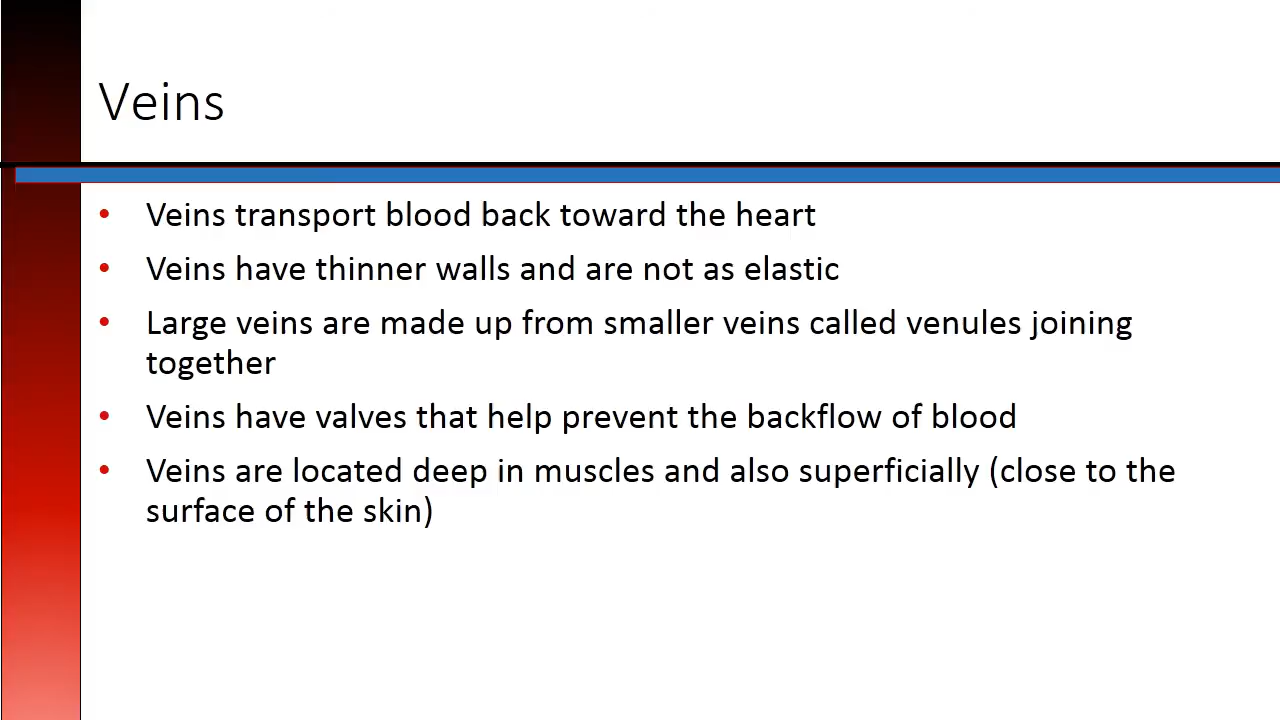 Veins
• Veins transport blood back toward the heart
• Veins have thinner walls and are not as elastic
• Large veins are made up from smaller veins called venules joining
together
• Veins have valves that help prevent the backflow of blood
• Veins are located deep in muscles and also superficially (close to the
surface of the skin)